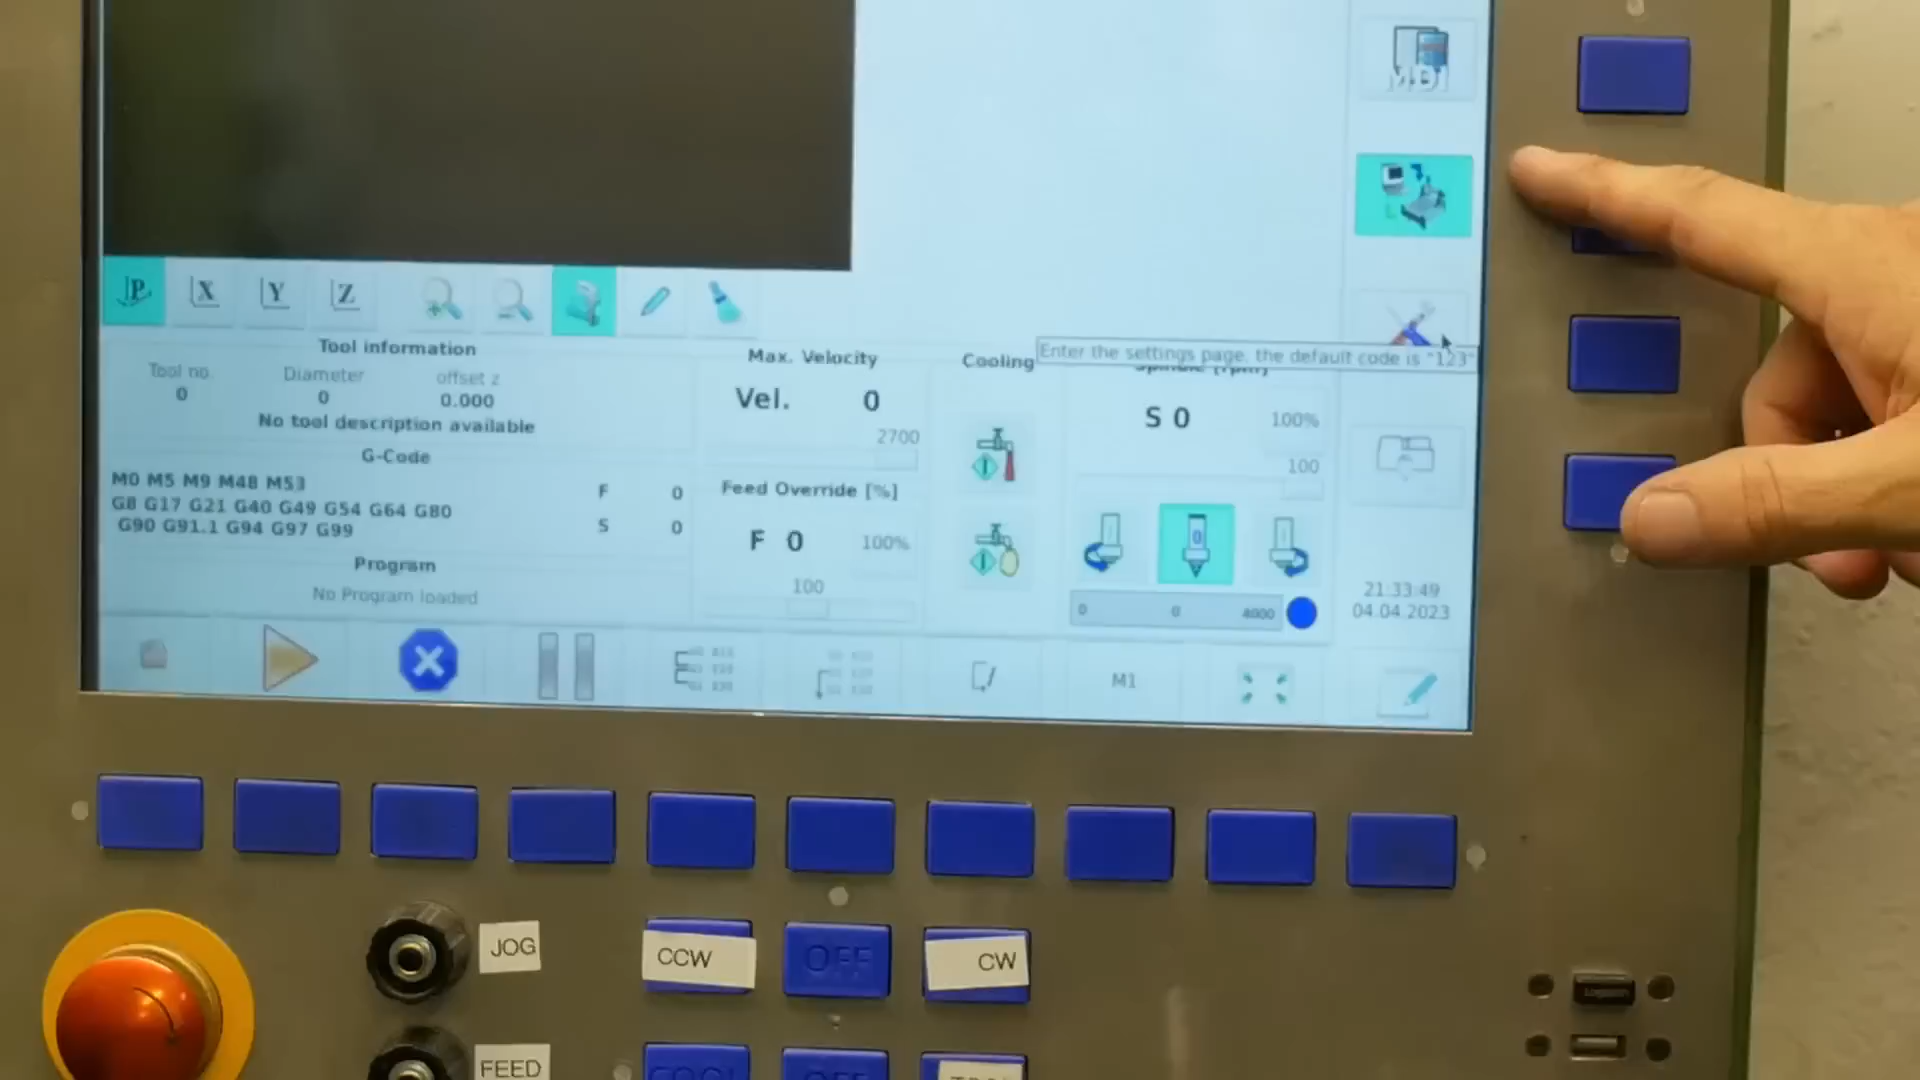 MDI
P X Y Z
Tool information
Tool no. Diameter offset z
0 0 0.000
No tool description available
G-Code
M0 M5 M9 M48 M53
G8 G17 G21 G40 G49 G54 G64 G80
G90 G91.1 G94 G97 G99
F 0
S 0
Program
No Program loaded
Max. Velocity
Vel. 0
2700
Feed Override [%]
F 0 100%
100
Cooling
Enter the settings page, the default code is "123"
Spindle [rpm]
S 0 100%
100
0
0 0 4000
21:33:49
04.04.2023
M1
JOG
CCW
OFF
CW
FEED
COOL
OFF